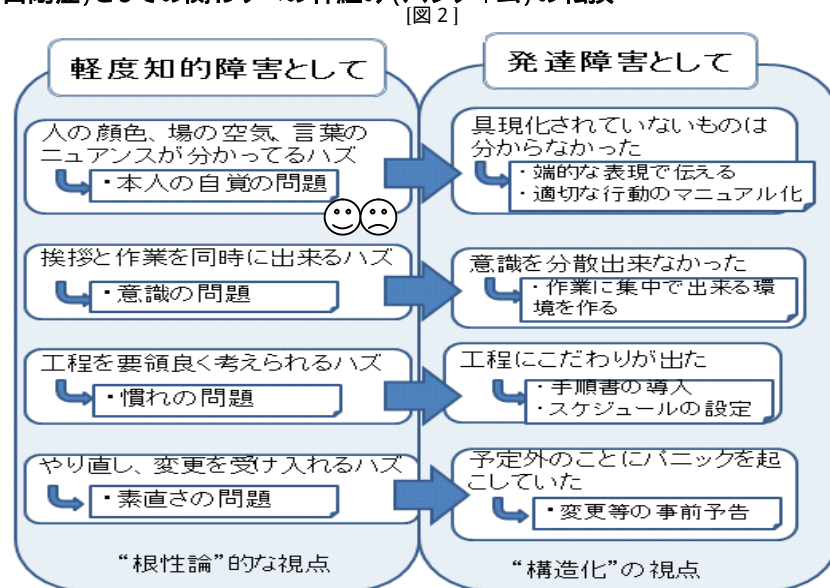 [図2]
軽度知的障害として
人の顔色、場の空気、言葉の
ニュアンスが分かってるハズ
・本人の自覚の問題
挨拶と作業を同時に出来るハズ
・意識の問題
工程を要領良く考えられるハズ
・慣れの問題
やり直し、変更を受け入れるハズ
・素直さの問題
“根性論”的な視点
発達障害として
具現化されていないものは
分からなかった
・端的な表現で伝える
・適切な行動のマニュアル化
意識を分散出来なかった
・作業に集中で出来る環
境を作る
工程にこだわりが出た
・手順書の導入
・スケジュールの設定
予定外のことにパニックを起
こしていた
・変更等の事前予告
“構造化”の視点